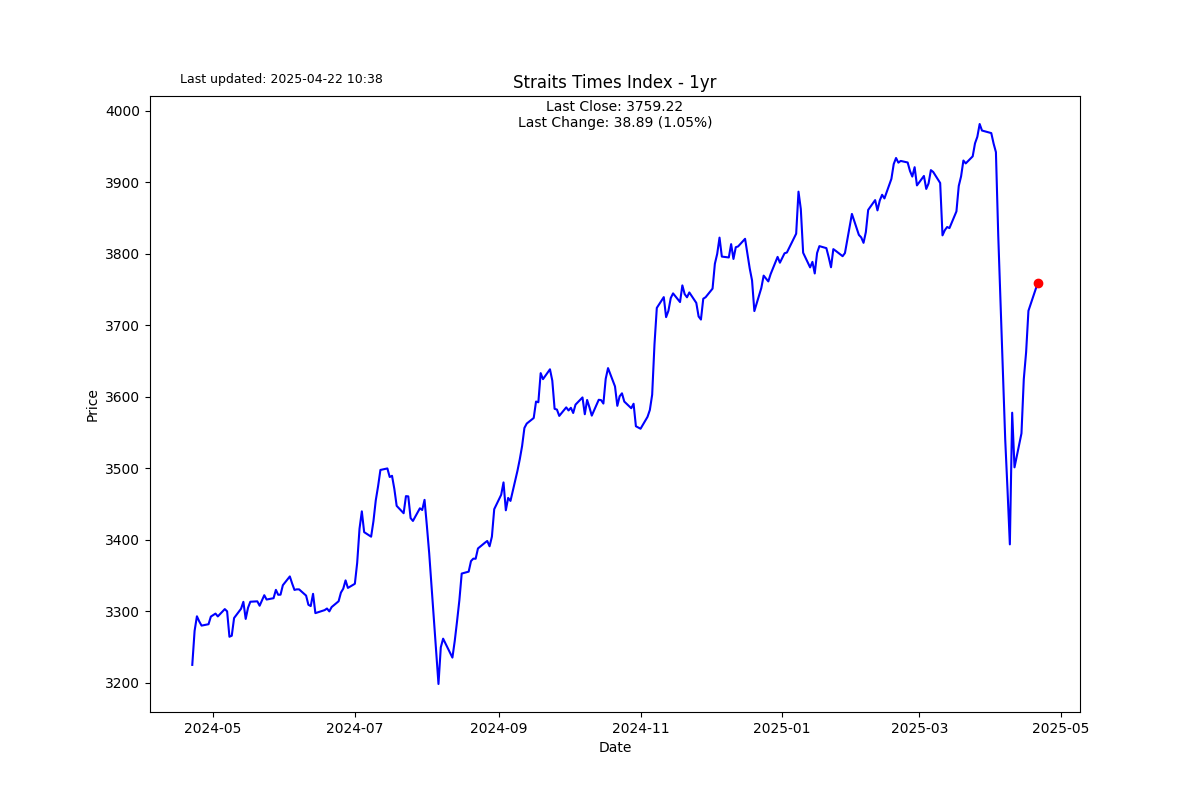 Last updated: 2025-04-22 10:38
Straits Times Index - 1yr
Last Close: 3759.22
Last Change: 38.89 (1.05%)
4000
3900
3800
3700
3600
3500
3400
3300
3200
Price
2024-05
2024-07
2024-09
2024-11
2025-01
2025-03
2025-05
Date